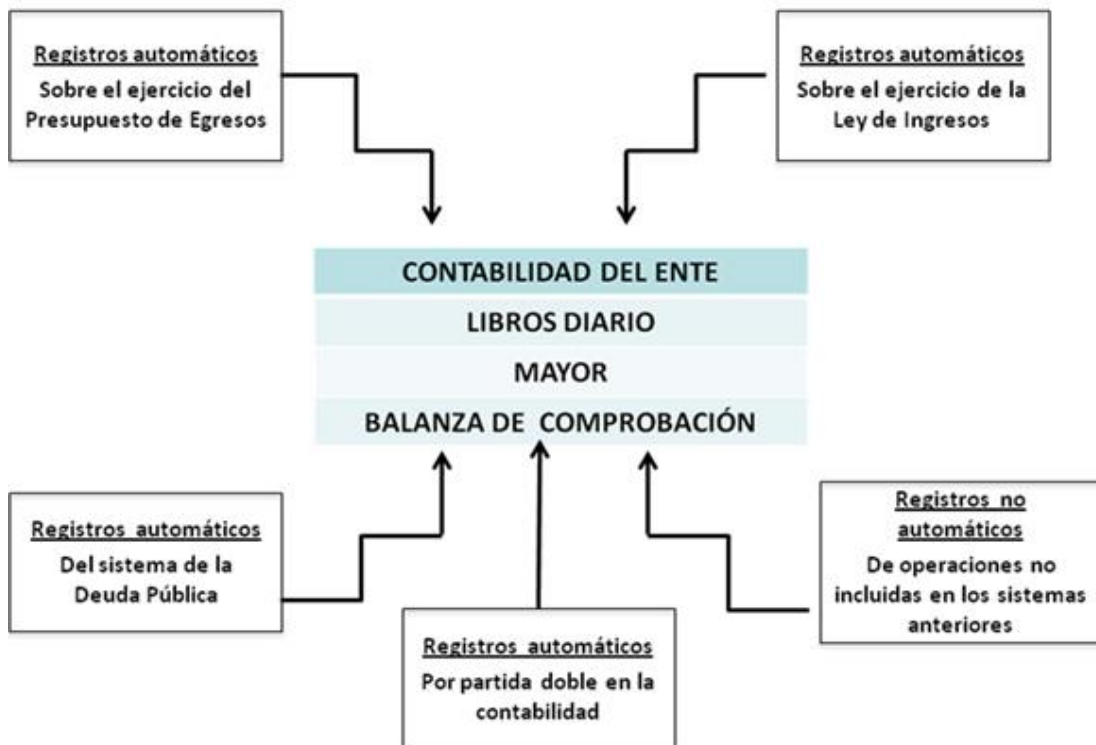 Registros automáticos
Sobre el ejercicio del
Presupuesto de Egresos
Registros automáticos
Sobre el ejercicio de la
Ley de Ingresos
CONTABILIDAD DEL ENTE
LIBROS DIARIO
MAYOR
BALANZA DE COMPROBACIÓN
Registros automáticos
Del sistema de la
Deuda Pública
Registros automáticos
Por partida doble en la
contabilidad
Registros no
automáticos
De operaciones no
incluidas en los sistemas
anteriores